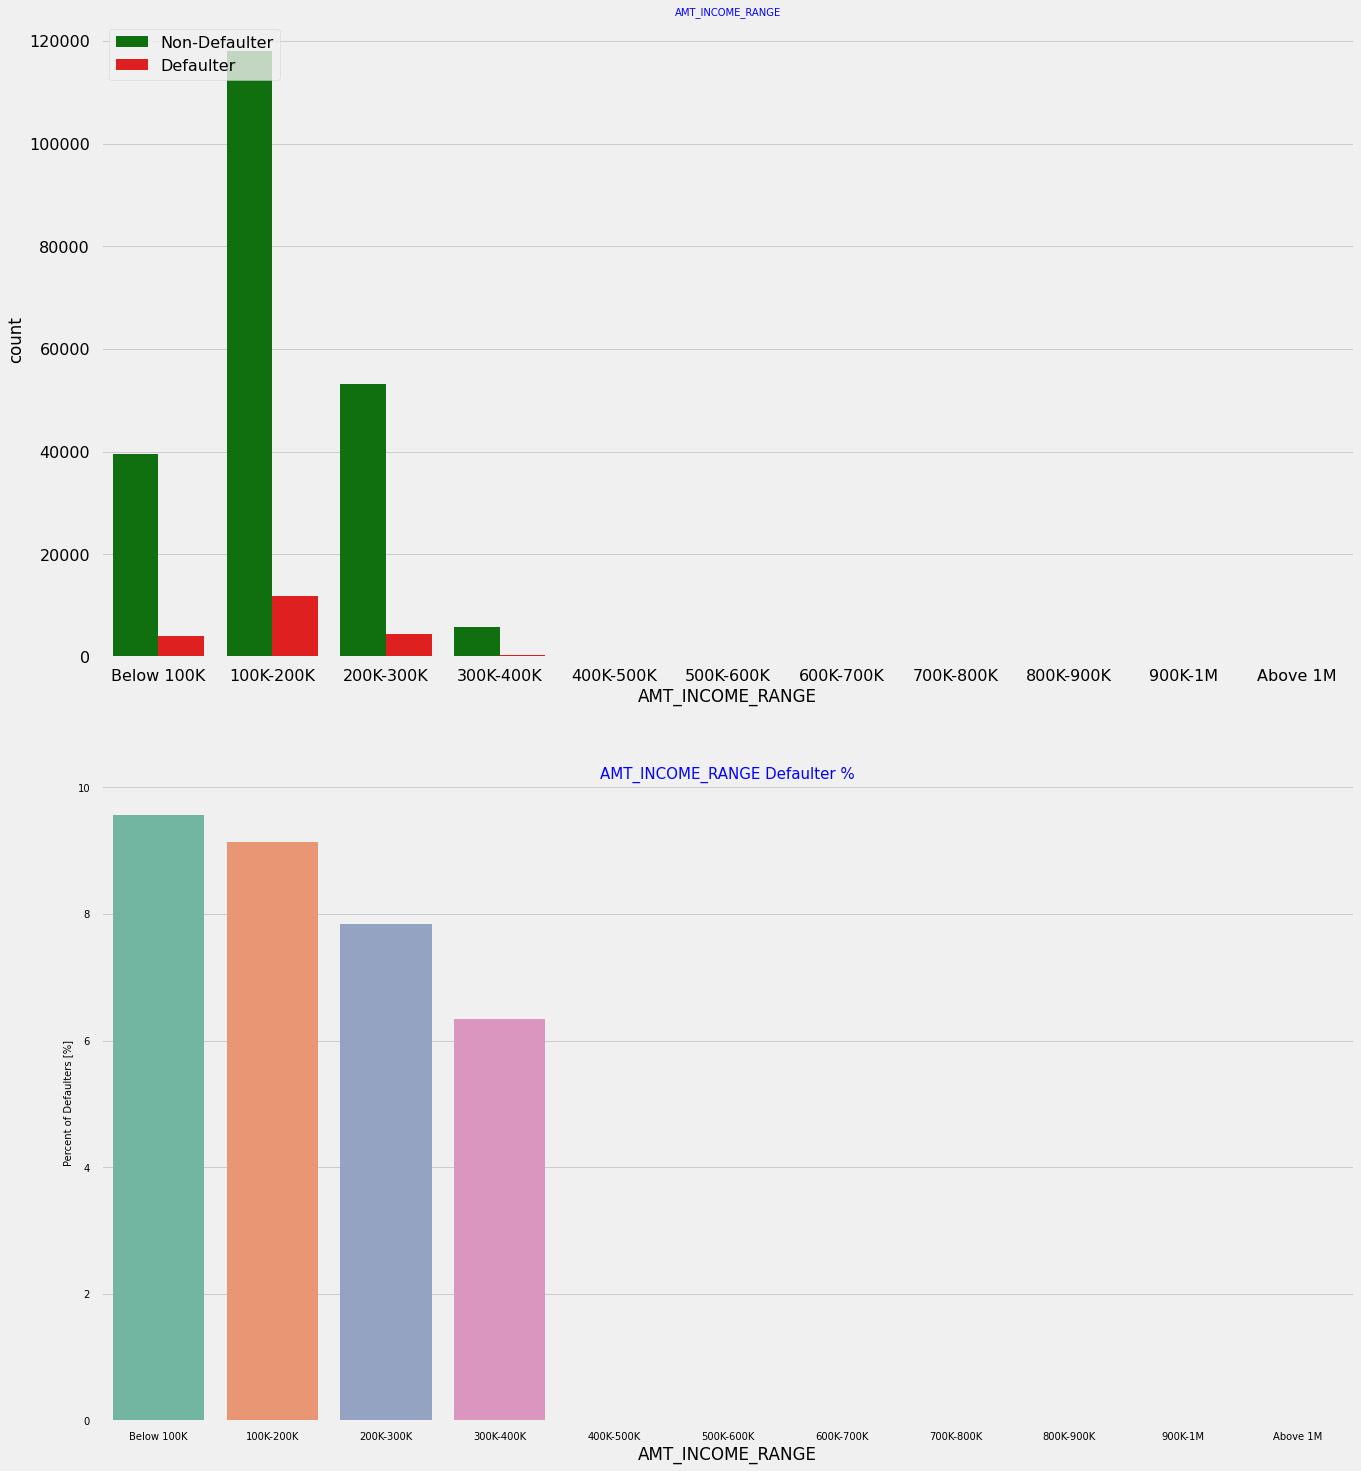 AMT_INCOME_RANGE
Non-Defaulter
Defaulter
120000
100000
80000
60000
40000
20000
0
count
Below 100K 100K-200K 200K-300K 300K-400K 400K-500K 500K-600K 600K-700K 700K-800K 800K-900K 900K-1M Above 1M
AMT_INCOME_RANGE
AMT_INCOME_RANGE Defaulter %
10
8
6
4
2
0
Percent of Defaulters [%]
Below 100K 100K-200K 200K-300K 300K-400K 400K-500K 500K-600K 600K-700K 700K-800K 800K-900K 900K-1M Above 1M
AMT_INCOME_RANGE